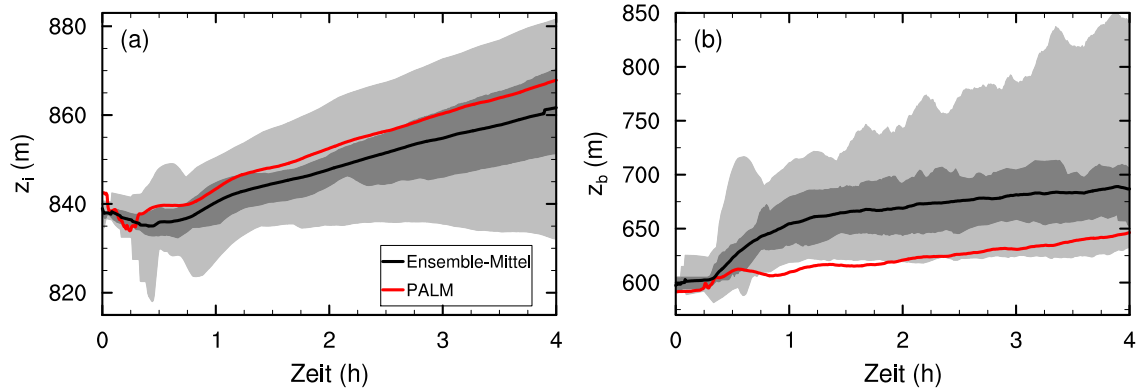 (a)
880
860
840
820
z_i (m)
0 1 2 3 4
Zeit (h)
Ensemble-Mittel
PALM
(b)
850
800
750
700
650
600
z_b (m)
0 1 2 3 4
Zeit (h)